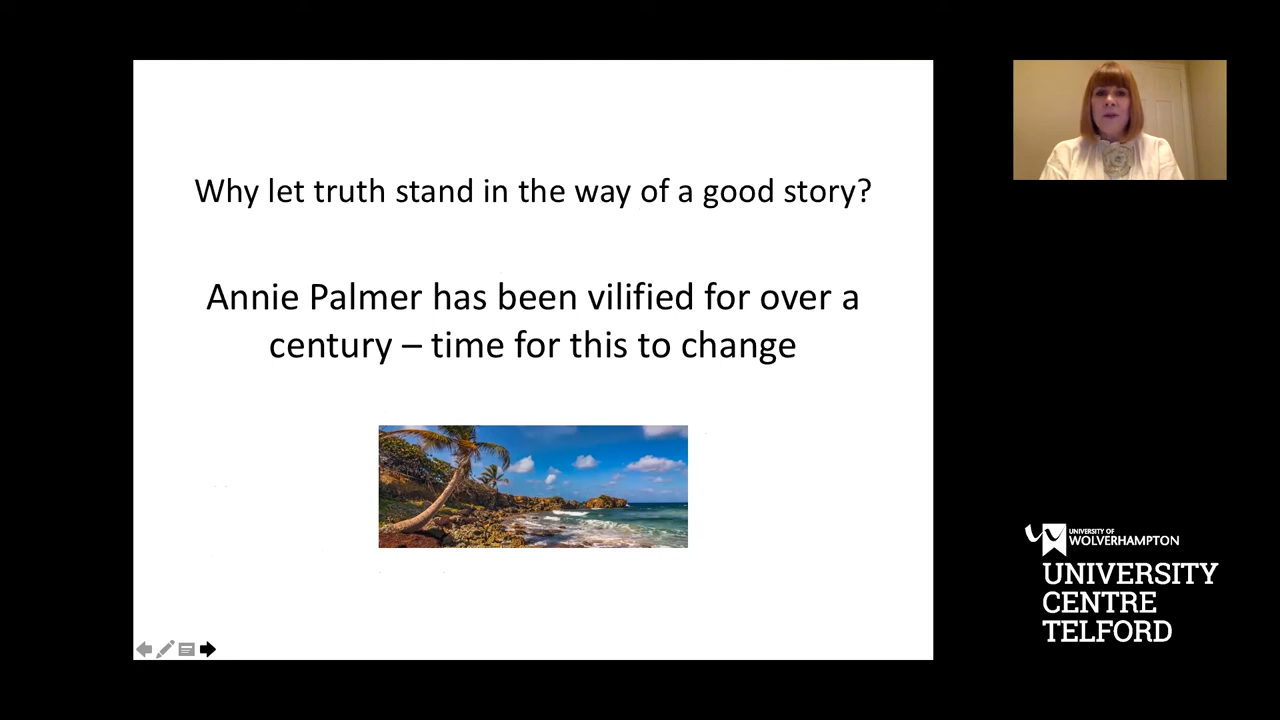 Why let truth stand in the way of a good story?
Annie Palmer has been vilified for over a
century – time for this to change
UNIVERSITY OF
WOLVERHAMPTON
UNIVERSITY
CENTRE
TELFORD